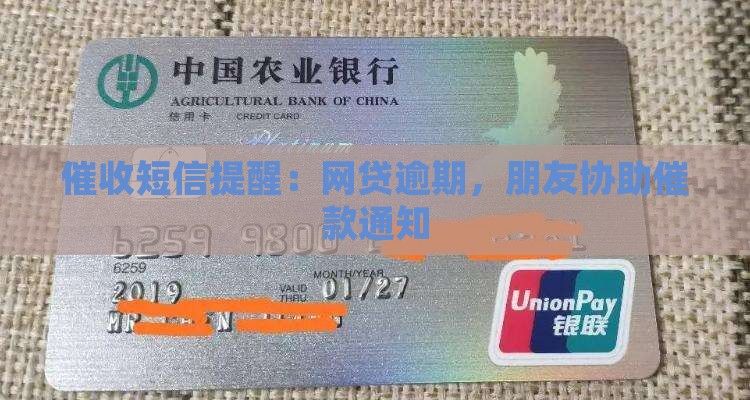 中国农业银行
AGRICULTURAL BANK OF CHINA
信用卡 CREDIT CARD
Platinum
催收短信提醒：网贷逾期，朋友协助催
款通知
6259 9800
6259
MONTH/YEAR
2019 VALID THRU 01/27
MR
UnionPay
银联